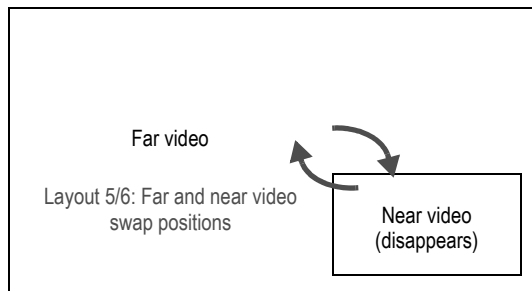 Far video
Layout 5/6: Far and near video
swap positions
Near video
(disappears)